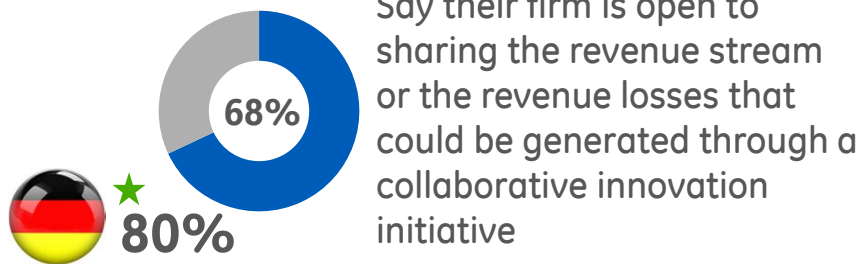 Say their firm is open to
sharing the revenue stream
or the revenue losses that
could be generated through a
collaborative innovation
initiative
68%
80%